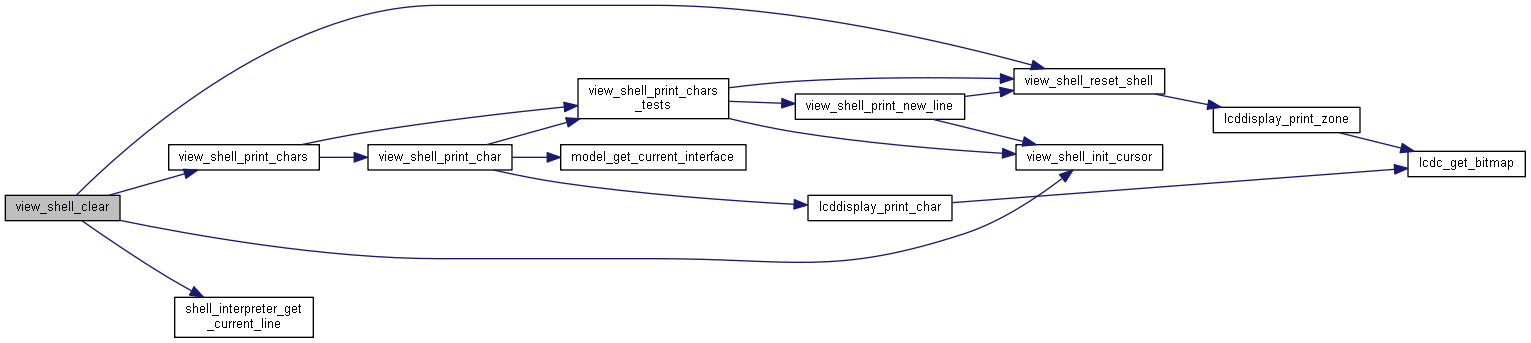 view_shell_clear
view_shell_print_chars
shell_interpreter_get
_current_line
view_shell_print_char
view_shell_print_chars
_tests
model_get_current_interface
view_shell_print_new_line
lcddisplay_print_char
view_shell_reset_shell
view_shell_init_cursor
lcddisplay_print_zone
lcdc_get_bitmap